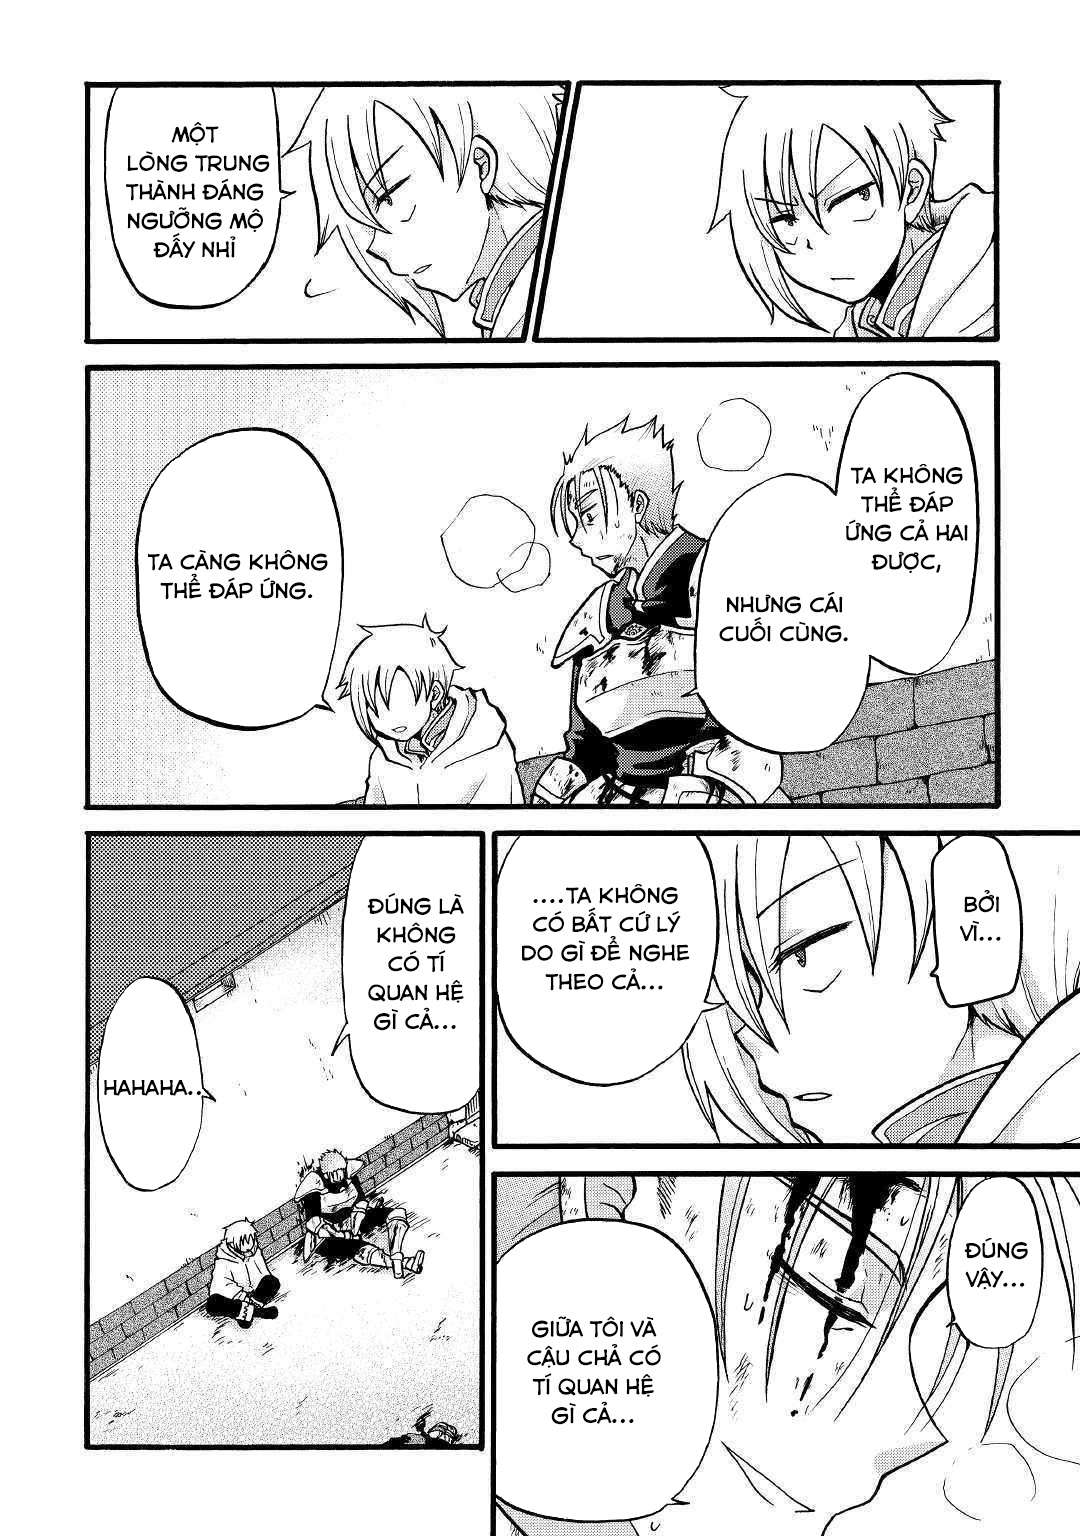 MỘT
LÒNG TRUNG
THÀNH ĐÁNG
NGƯỠNG MỘ
ĐẤY NHỈ
TA KHÔNG
THỂ ĐÁP
ỨNG CẢ HAI
ĐƯỢC,
NHƯNG CÁI
CUỐI CÙNG.
TA CÀNG KHÔNG
THỂ ĐÁP ỨNG.
BỞI
VÌ...
....TA KHÔNG
CÓ BẤT CỨ LÝ
DO GÌ ĐỂ NGHE
THEO CẢ...
ĐÚNG
VẬY...
GIỮA TÔI VÀ
CẬU CHẢ CÓ
TÍ QUAN HỆ
GÌ CẢ...
ĐÚNG LÀ
KHÔNG
CÓ TÍ
QUAN HỆ
GÌ CẢ...
HAHAHA...